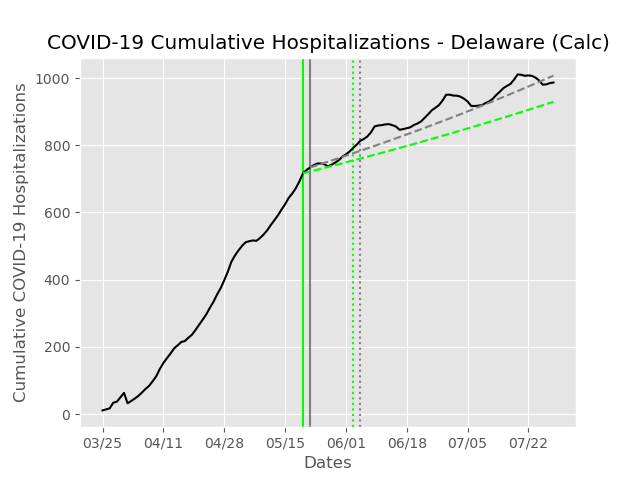 COVID-19 Cumulative Hospitalizations - Delaware (Calc)
Cumulative COVID-19 Hospitalizations
1000
800
600
400
200
0
03/25 04/11 04/28 05/15 06/01 06/18 07/05 07/22
Dates